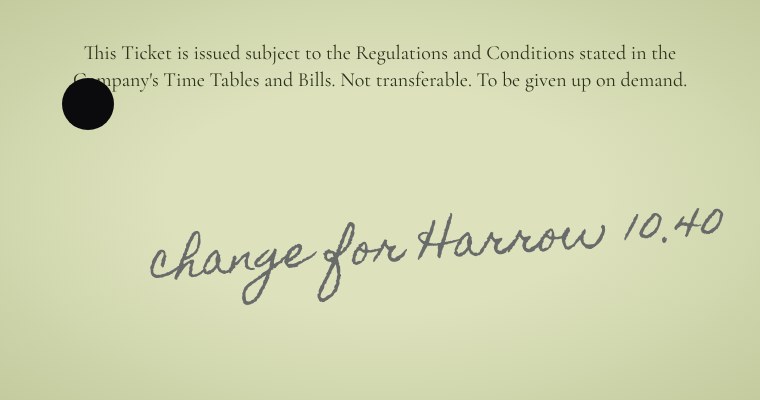 This Ticket is issued subject to the Regulations and Conditions stated in the
Company's Time Tables and Bills. Not transferable. To be given up on demand.
change for Harrow 10.40